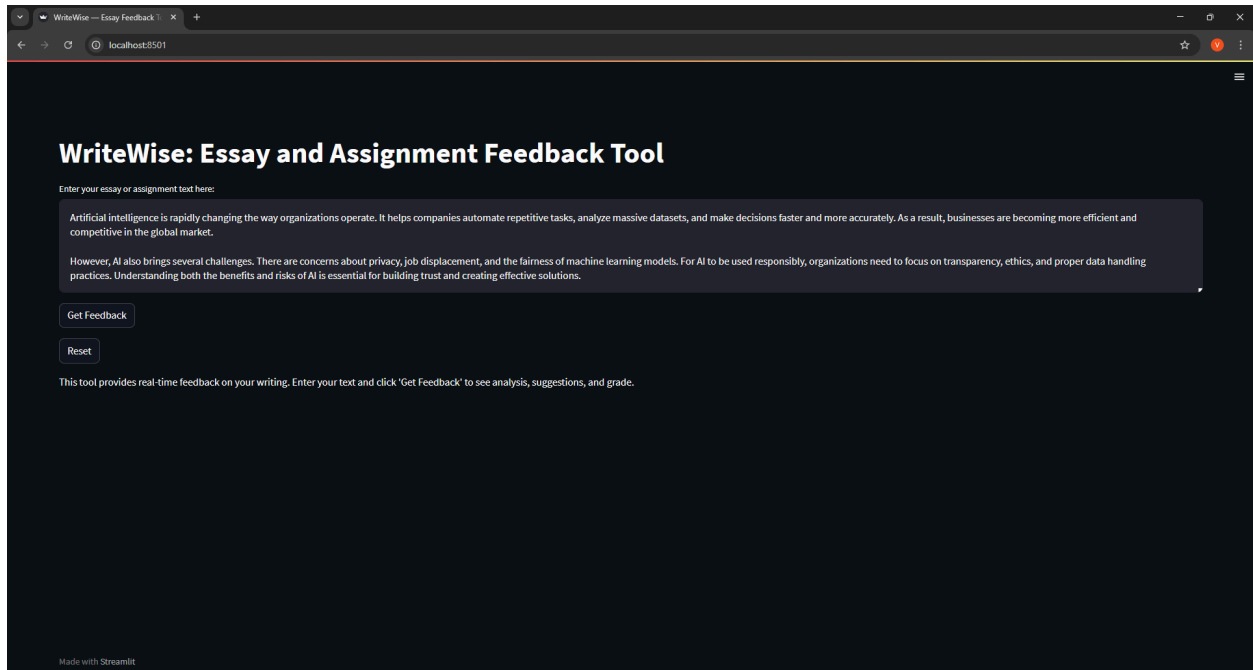 WriteWise — Essay Feedback T
localhost:8501
V
WriteWise: Essay and Assignment Feedback Tool
Enter your essay or assignment text here:
Artificial intelligence is rapidly changing the way organizations operate. It helps companies automate repetitive tasks, analyze massive datasets, and make decisions faster and more accurately. As a result, businesses are becoming more efficient and
competitive in the global market.
However, AI also brings several challenges. There are concerns about privacy, job displacement, and the fairness of machine learning models. For AI to be used responsibly, organizations need to focus on transparency, ethics, and proper data handling
practices. Understanding both the benefits and risks of AI is essential for building trust and creating effective solutions.
Get Feedback
Reset
This tool provides real-time feedback on your writing. Enter your text and click 'Get Feedback' to see analysis, suggestions, and grade.
Made with Streamlit